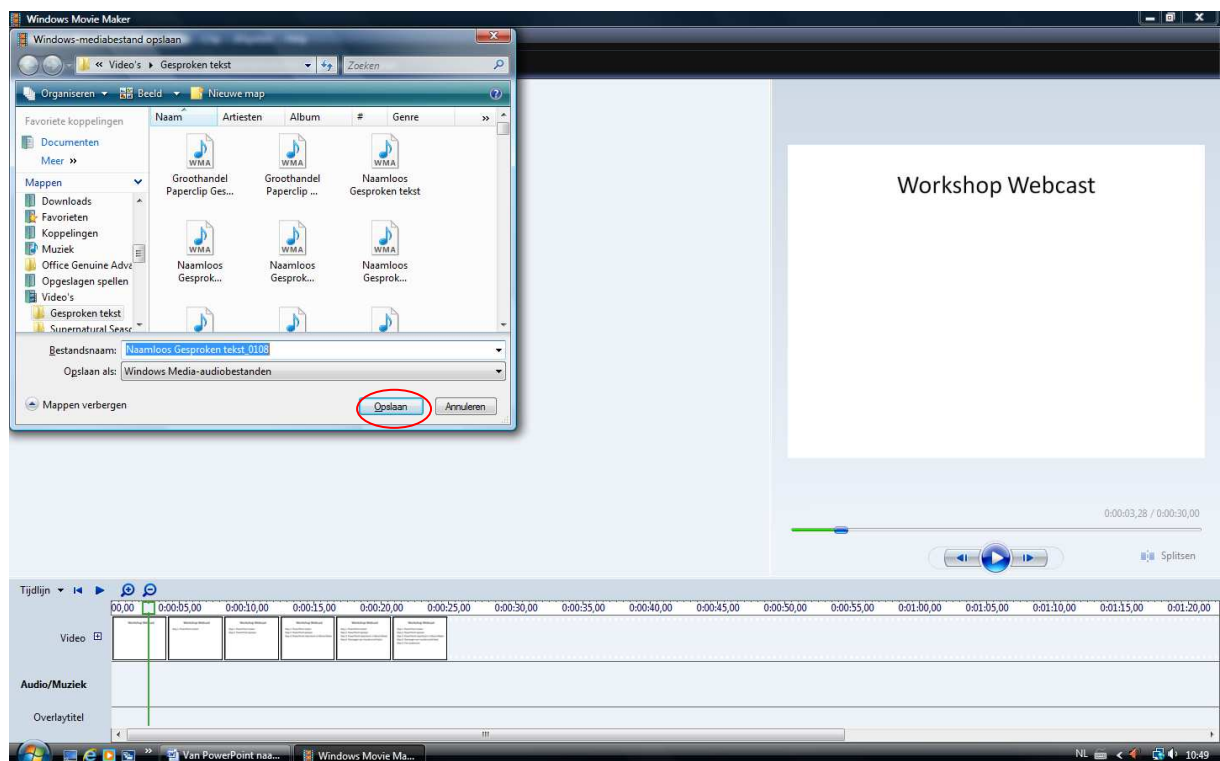 Windows Movie Maker
Windows-mediabestand opslaan
« Video's ▸ Gesproken tekst
Zoeken
Organiseren
Beeld
Nieuwe map
Favoriete koppelingen
Documenten
Meer »
Mappen
Downloads
Favorieten
Koppelingen
Muziek
Office Genuine Adva
Opgeslagen spellen
Video's
Gesproken tekst
Supernatural Seasc
Naam Artiesten Album # Genre »
WMA
Groothandel
Paperclip Ges...
WMA
Groothandel
Paperclip ...
WMA
Naamloos
Gesproken tekst
WMA
Naamloos
Gesprok...
WMA
Naamloos
Gesprok...
WMA
Naamloos
Gesprok...
Bestandsnaam: Naamloos Gesproken tekst_0108
Opslaan als: Windows Media-audiobestanden
Mappen verbergen
Opslaan
Annuleren
Workshop Webcast
0:00:03,28 / 0:00:30,00
Splitsen
Tijdlijn
00,00 0:00:05,00 0:00:10,00 0:00:15,00 0:00:20,00 0:00:25,00 0:00:30,00 0:00:35,00 0:00:40,00 0:00:45,00 0:00:50,00 0:00:55,00 0:01:00,00 0:01:05,00 0:01:10,00 0:01:15,00 0:01:20,00
Video
Audio/Muziek
Overlaytitel
Van PowerPoint naa...
Windows Movie Ma...
NL
10:49